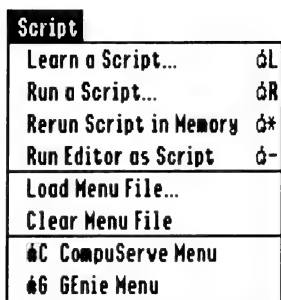 Script
Learn a Script... L
Run a Script... R
Rerun Script in Memory *
Run Editor as Script -
Load Menu File...
Clear Menu File
C CompuServe Menu
G GEnie Menu